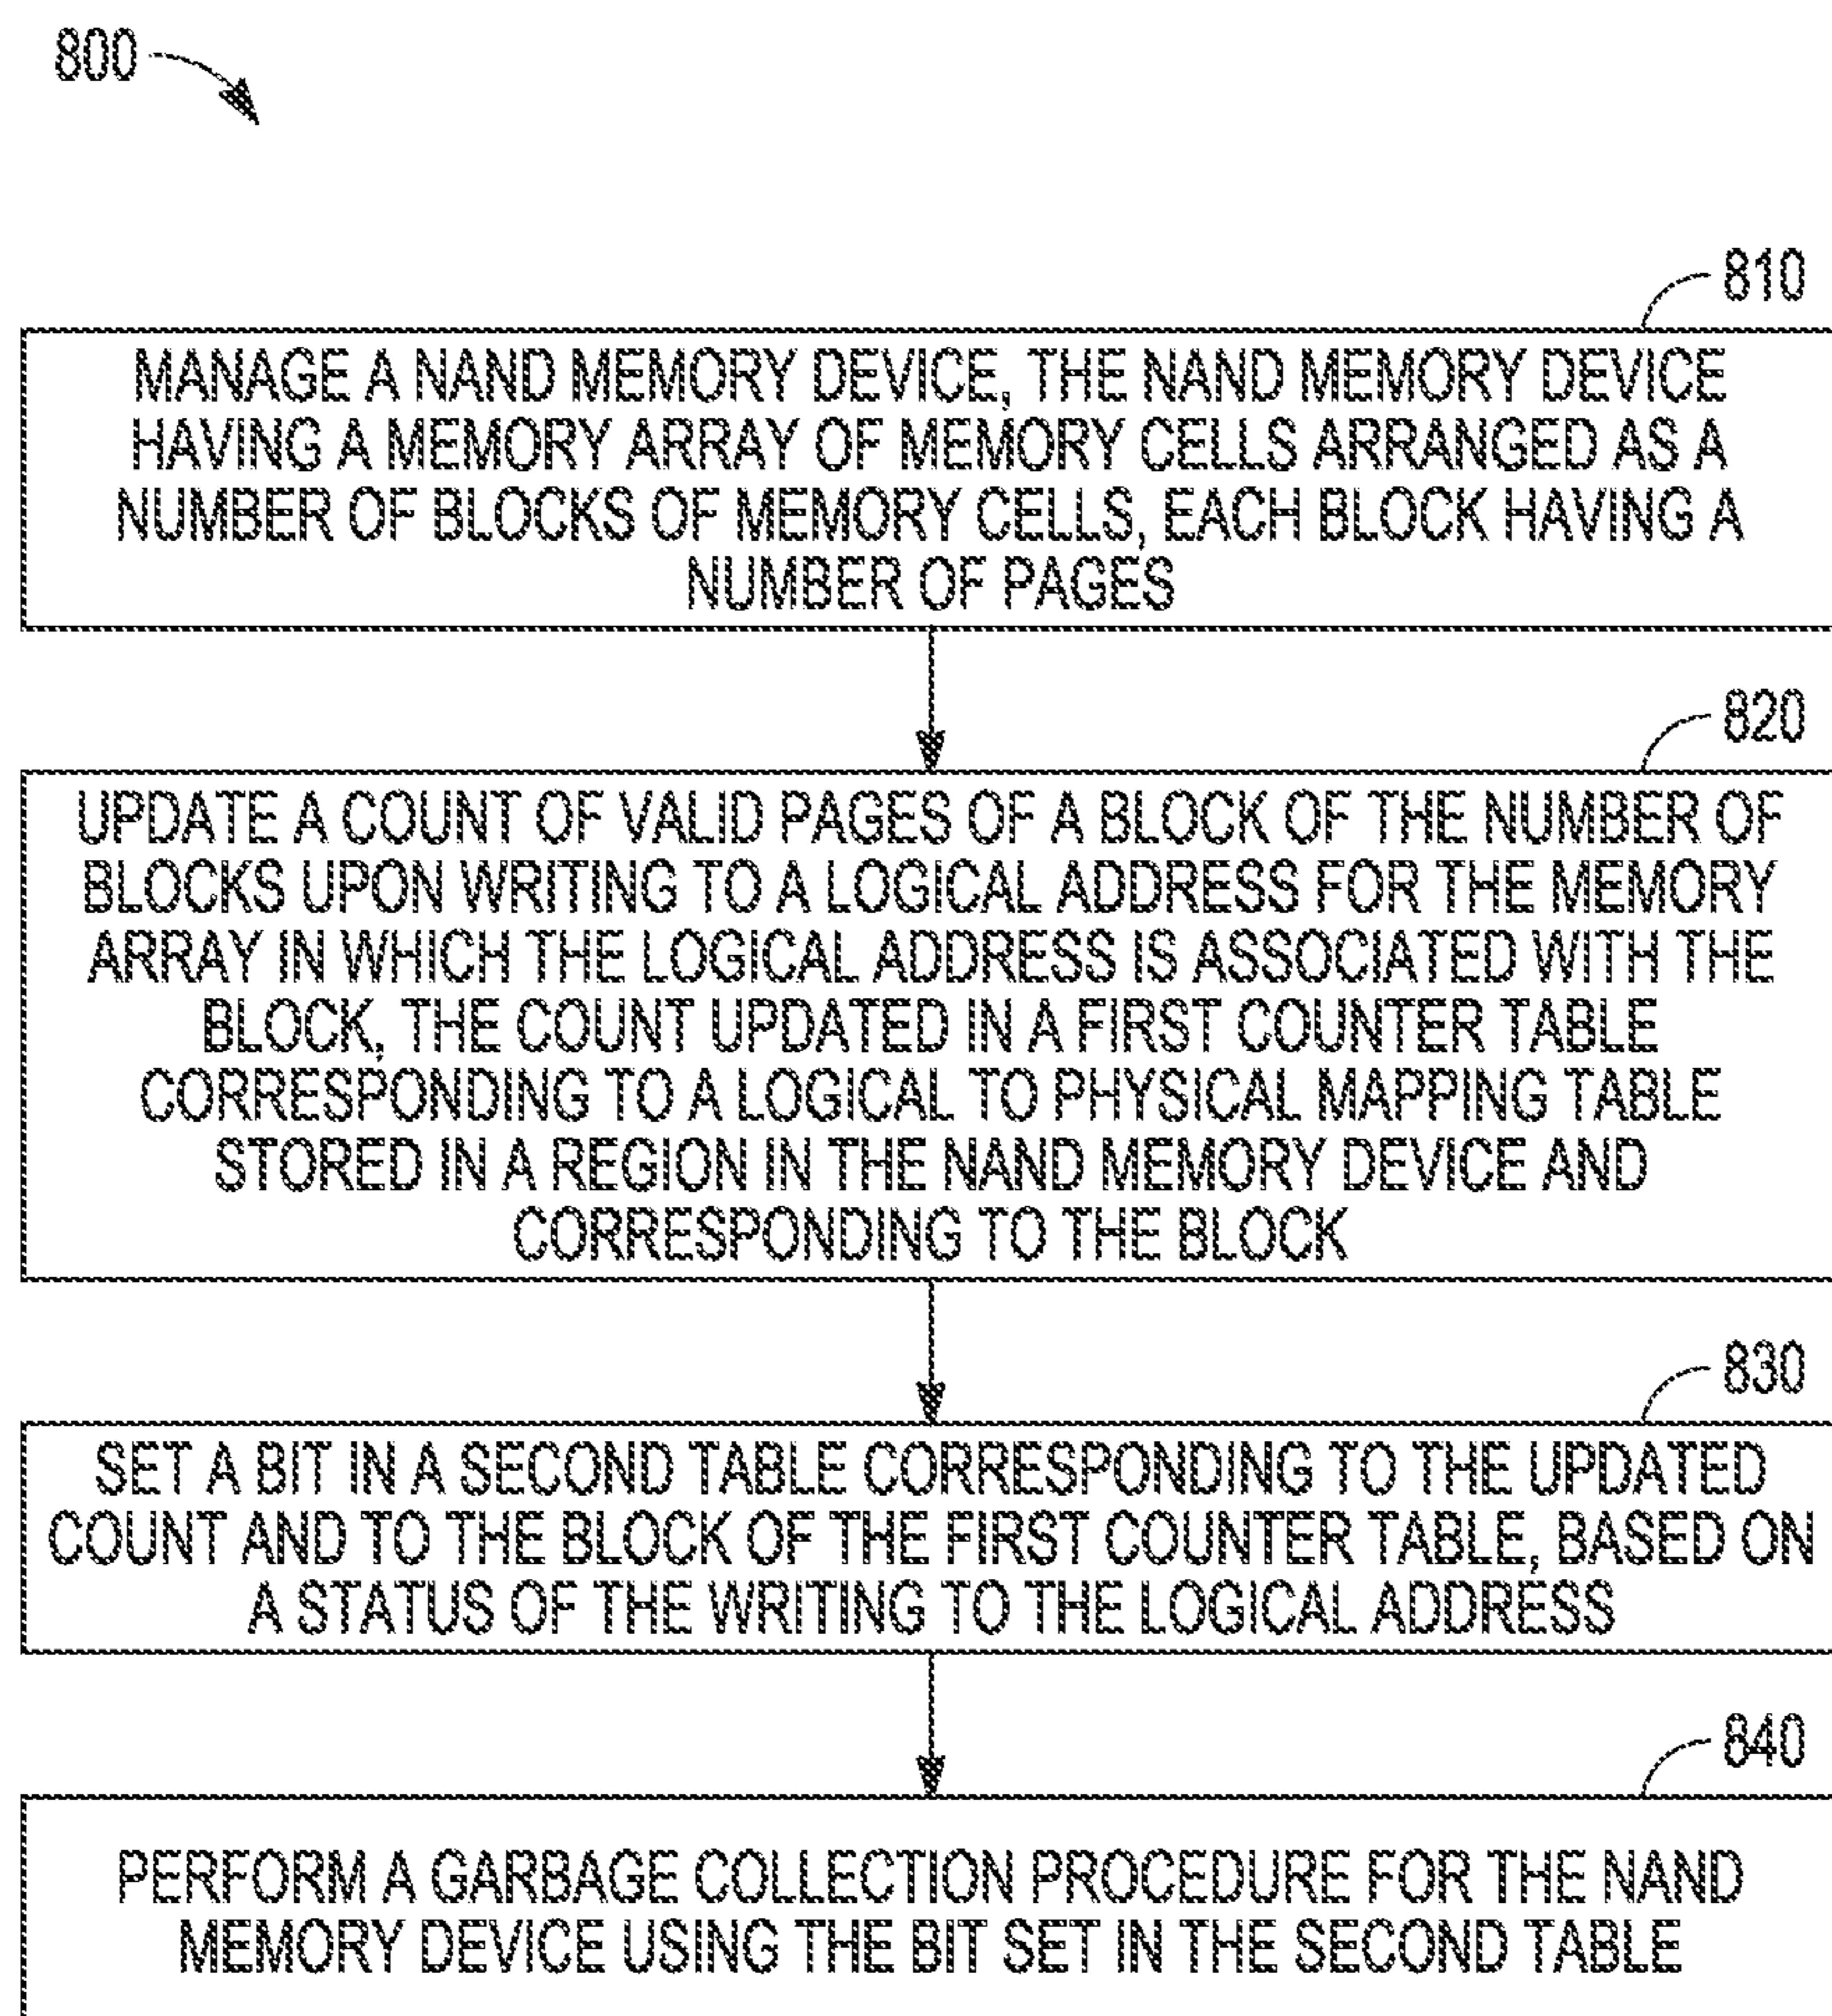 800
810
MANAGE A NAND MEMORY DEVICE, THE NAND MEMORY DEVICE
HAVING A MEMORY ARRAY OF MEMORY CELLS ARRANGED AS A
NUMBER OF BLOCKS OF MEMORY CELLS, EACH BLOCK HAVING A
NUMBER OF PAGES
820
UPDATE A COUNT OF VALID PAGES OF A BLOCK OF THE NUMBER OF
BLOCKS UPON WRITING TO A LOGICAL ADDRESS FOR THE MEMORY
ARRAY IN WHICH THE LOGICAL ADDRESS IS ASSOCIATED WITH THE
BLOCK, THE COUNT UPDATED IN A FIRST COUNTER TABLE
CORRESPONDING TO A LOGICAL TO PHYSICAL MAPPING TABLE
STORED IN A REGION IN THE NAND MEMORY DEVICE AND
CORRESPONDING TO THE BLOCK
830
SET A BIT IN A SECOND TABLE CORRESPONDING TO THE UPDATED
COUNT AND TO THE BLOCK OF THE FIRST COUNTER TABLE, BASED ON
A STATUS OF THE WRITING TO THE LOGICAL ADDRESS
840
PERFORM A GARBAGE COLLECTION PROCEDURE FOR THE NAND
MEMORY DEVICE USING THE BIT SET IN THE SECOND TABLE